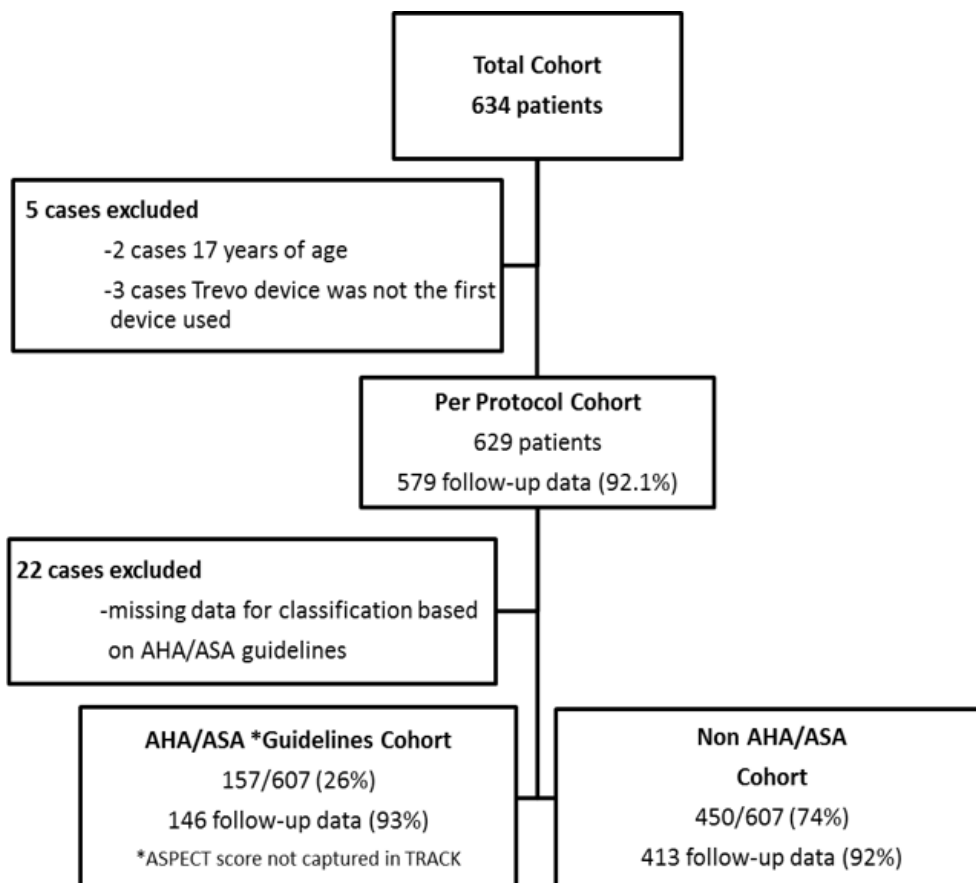 Total Cohort
634 patients
5 cases excluded
-2 cases 17 years of age
-3 cases Trevo device was not the first
device used
Per Protocol Cohort
629 patients
579 follow-up data (92.1%)
22 cases excluded
-missing data for classification based
on AHA/ASA guidelines
AHA/ASA *Guidelines Cohort
157/607 (26%)
146 follow-up data (93%)
*ASPECT score not captured in TRACK
Non AHA/ASA
Cohort
450/607 (74%)
413 follow-up data (92%)